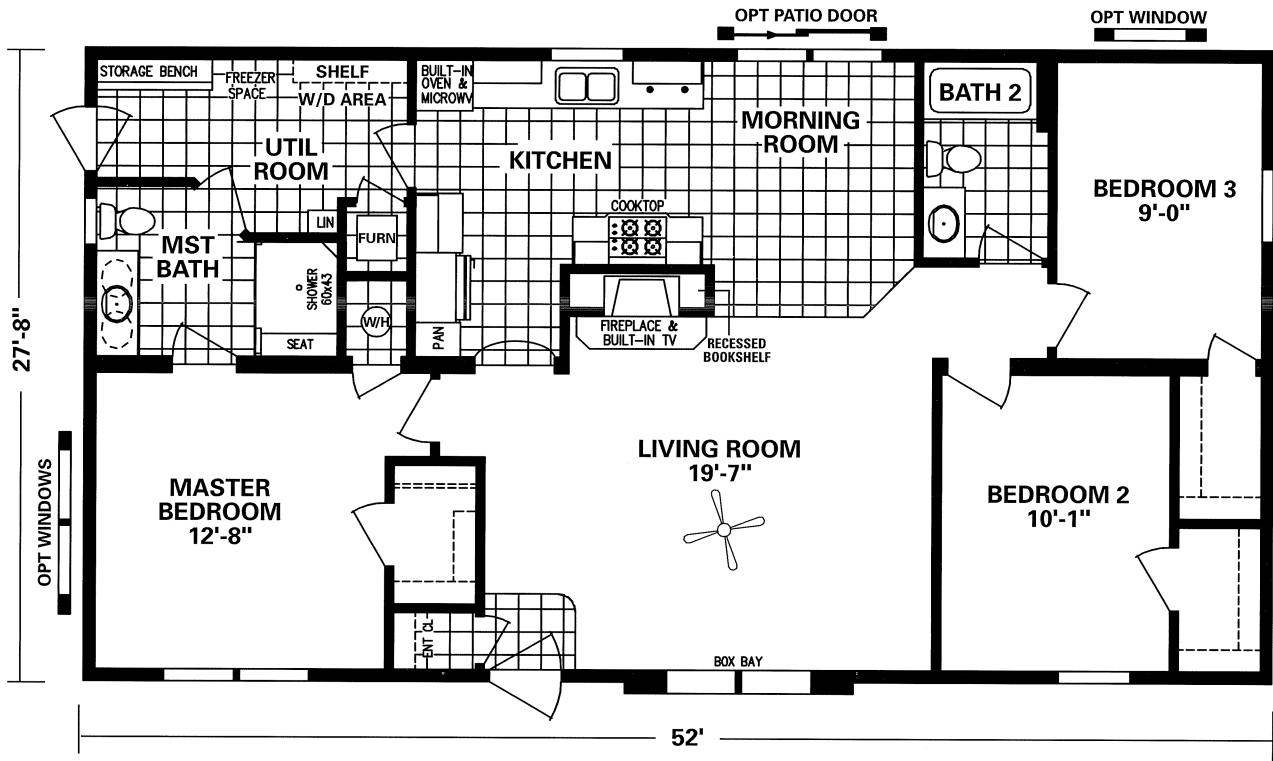 OPT PATIO DOOR
OPT WINDOW
STORAGE BENCH
FREEZER
SPACE
SHELF
W/D AREA
BUILT-IN
OVEN &
MICROWV
BATH 2
MORNING
ROOM
UTIL
ROOM
KITCHEN
BEDROOM 3
9'-0"
COOKTOP
LIN
FURN
MST
BATH
SHOWER
60x43
W/H
SEAT
PAN
FIREPLACE &
BUILT-IN TV
RECESSED
BOOKSHELF
27'-8"
LIVING ROOM
19'-7"
MASTER
BEDROOM
12'-8"
BEDROOM 2
10'-1"
OPT WINDOWS
ENT CL
BOX BAY
52'